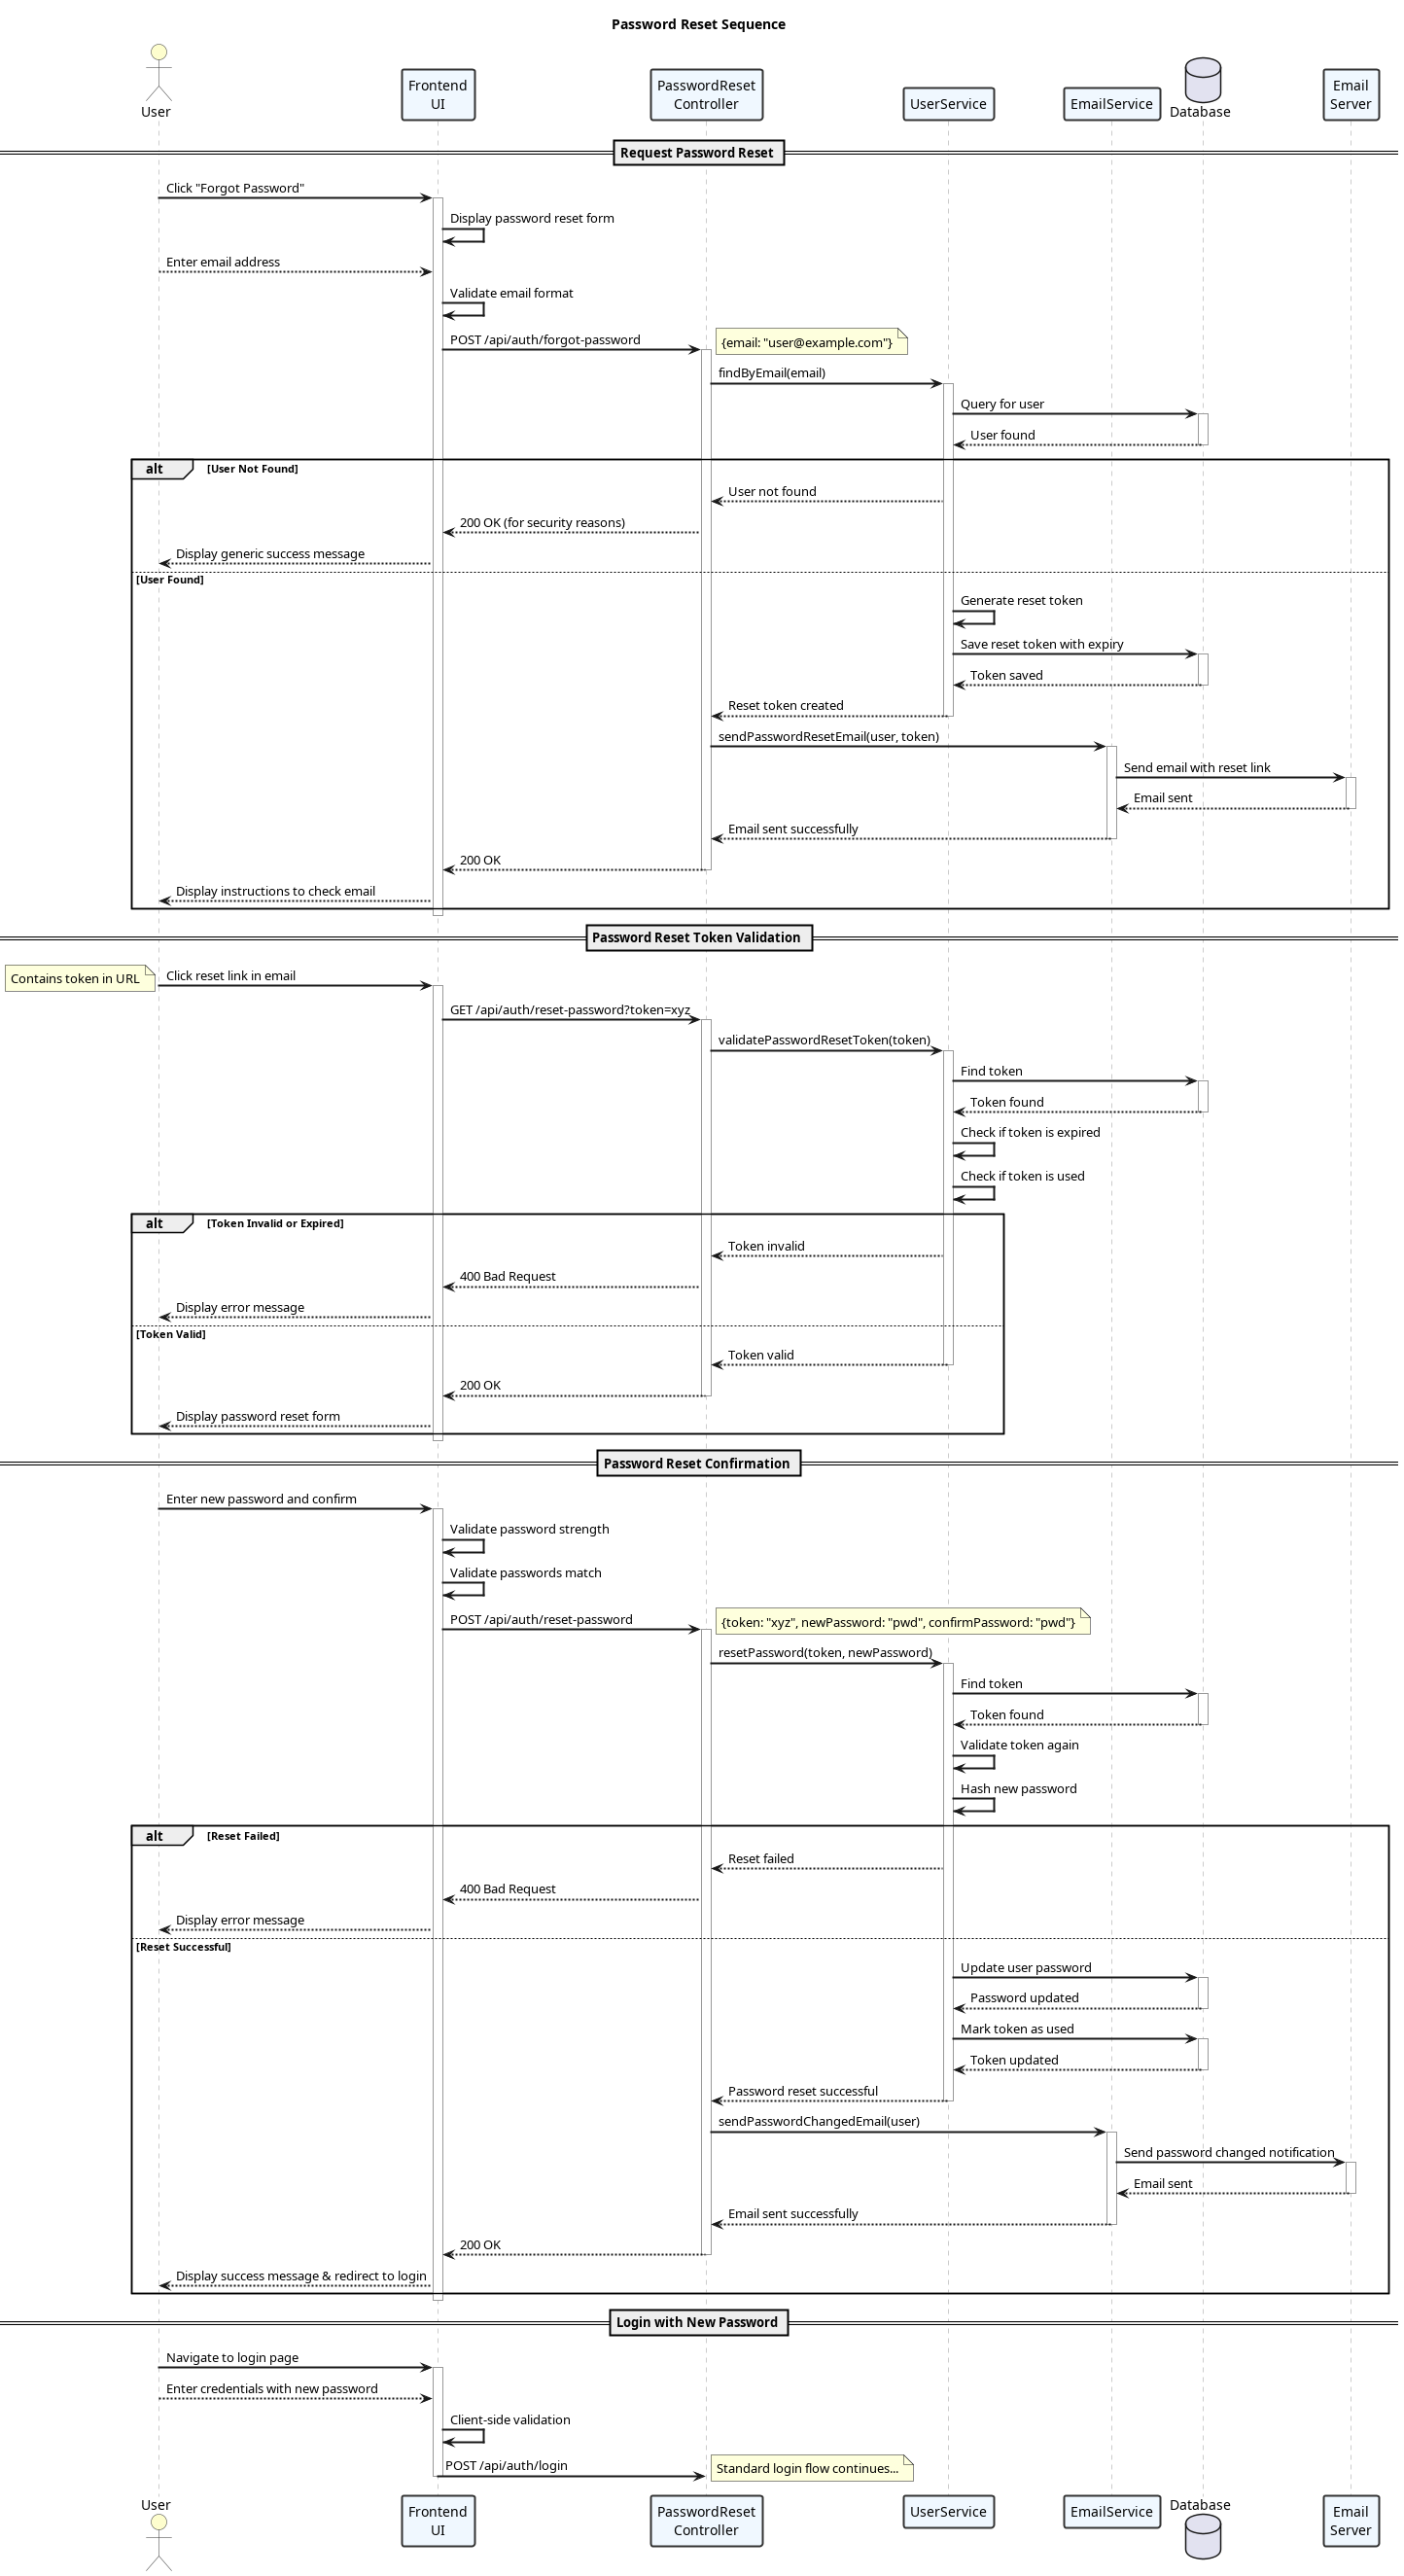 Password Reset Sequence
User
Frontend
UI
PasswordReset
Controller
UserService
EmailService
Database
Email
Server
Request Password Reset
Click "Forgot Password"
Display password reset form
Enter email address
Validate email format
POST /api/auth/forgot-password
{email: "user@example.com"}
findByEmail(email)
Query for user
User found
alt [User Not Found]
User not found
200 OK (for security reasons)
Display generic success message
[User Found]
Generate reset token
Save reset token with expiry
Token saved
Reset token created
sendPasswordResetEmail(user, token)
Send email with reset link
Email sent
Email sent successfully
200 OK
Display instructions to check email
Password Reset Token Validation
Contains token in URL
Click reset link in email
GET /api/auth/reset-password?token=xyz
validatePasswordResetToken(token)
Find token
Token found
Check if token is expired
Check if token is used
alt [Token Invalid or Expired]
Token invalid
400 Bad Request
Display error message
[Token Valid]
Token valid
200 OK
Display password reset form
Password Reset Confirmation
Enter new password and confirm
Validate password strength
Validate passwords match
POST /api/auth/reset-password
{token: "xyz", newPassword: "pwd", confirmPassword: "pwd"}
resetPassword(token, newPassword)
Find token
Token found
Validate token again
Hash new password
alt [Reset Failed]
Reset failed
400 Bad Request
Display error message
[Reset Successful]
Update user password
Password updated
Mark token as used
Token updated
Password reset successful
sendPasswordChangedEmail(user)
Send password changed notification
Email sent
Email sent successfully
200 OK
Display success message & redirect to login
Login with New Password
Navigate to login page
Enter credentials with new password
Client-side validation
POST /api/auth/login
Standard login flow continues...
User
Frontend
UI
PasswordReset
Controller
UserService
EmailService
Database
Email
Server